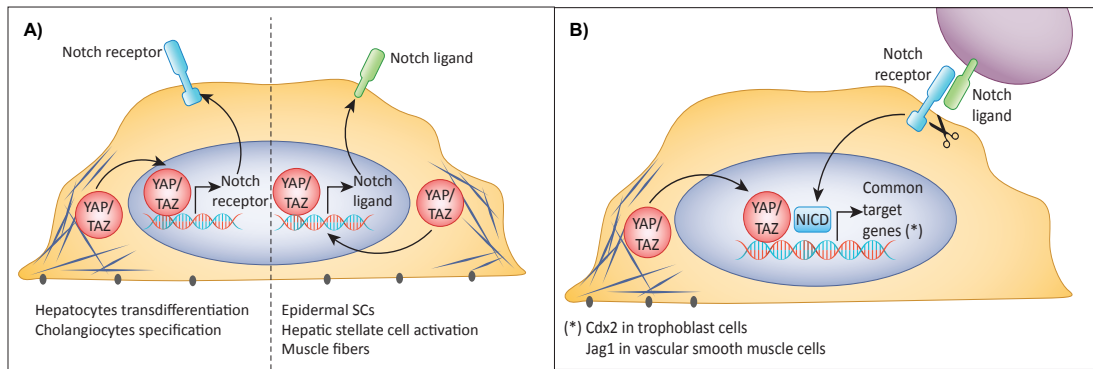 A)
Notch receptor
Notch ligand
YAP/
TAZ
YAP/
TAZ
Notch
receptor
YAP/
TAZ
Notch
ligand
YAP/
TAZ
Hepatocytes transdifferentiation
Cholangiocytes specification
Epidermal SCs
Hepatic stellate cell activation
Muscle fibers
B)
Notch
receptor
Notch
ligand
YAP/
TAZ
YAP/
TAZ
NICD
Common
target
genes (*)
(*) Cdx2 in trophoblast cells
Jag1 in vascular smooth muscle cells